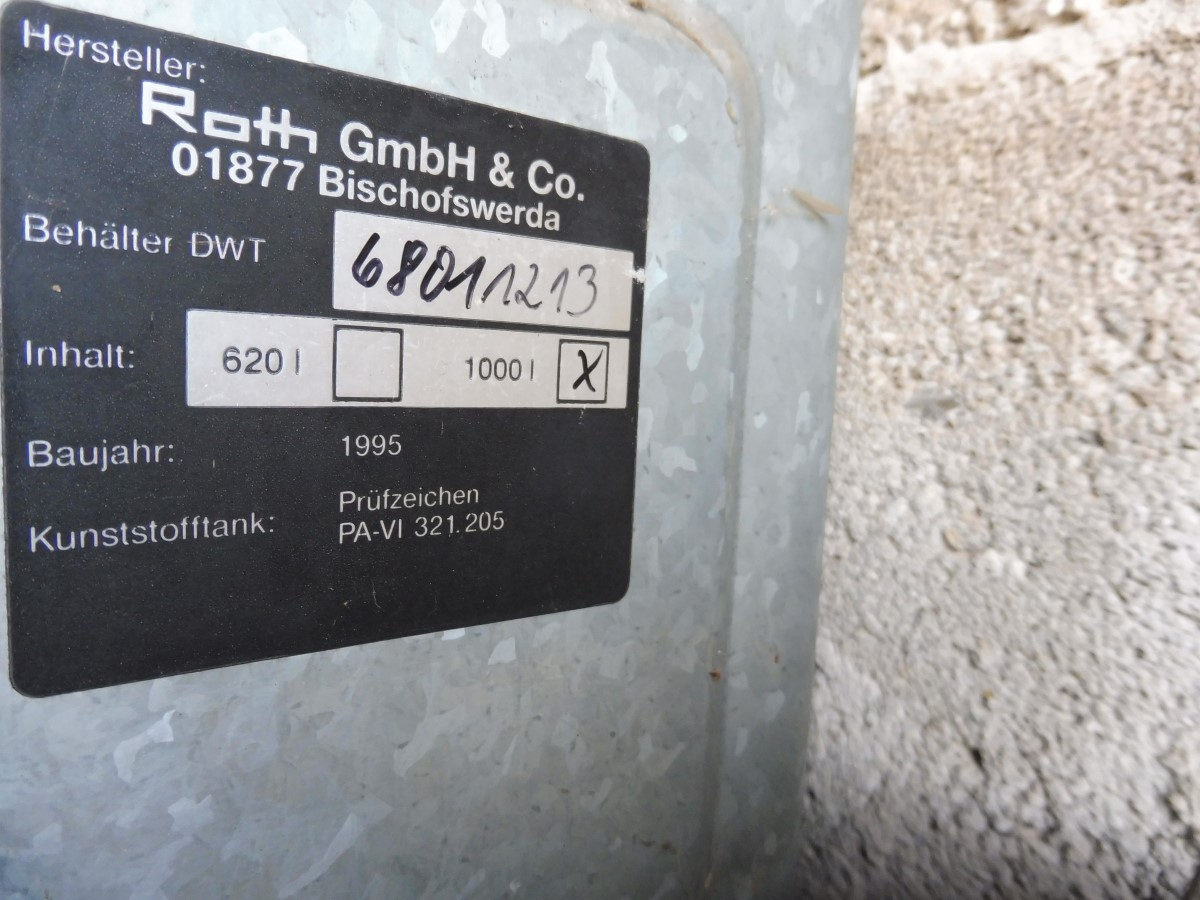 Hersteller:
Roth GmbH & Co.
01877 Bischofswerda
Behälter DWT 68011213
Inhalt: 620 l 1000 l X
Baujahr: 1995
Kunststofftank: Prüfzeichen
PA-VI 321.205